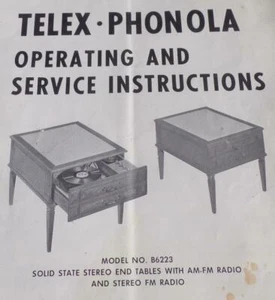 TELEX · PHONOLA
OPERATING AND
SERVICE INSTRUCTIONS
MODEL NO. B6223
SOLID STATE STEREO END TABLES WITH AM-FM RADIO
AND STEREO FM RADIO